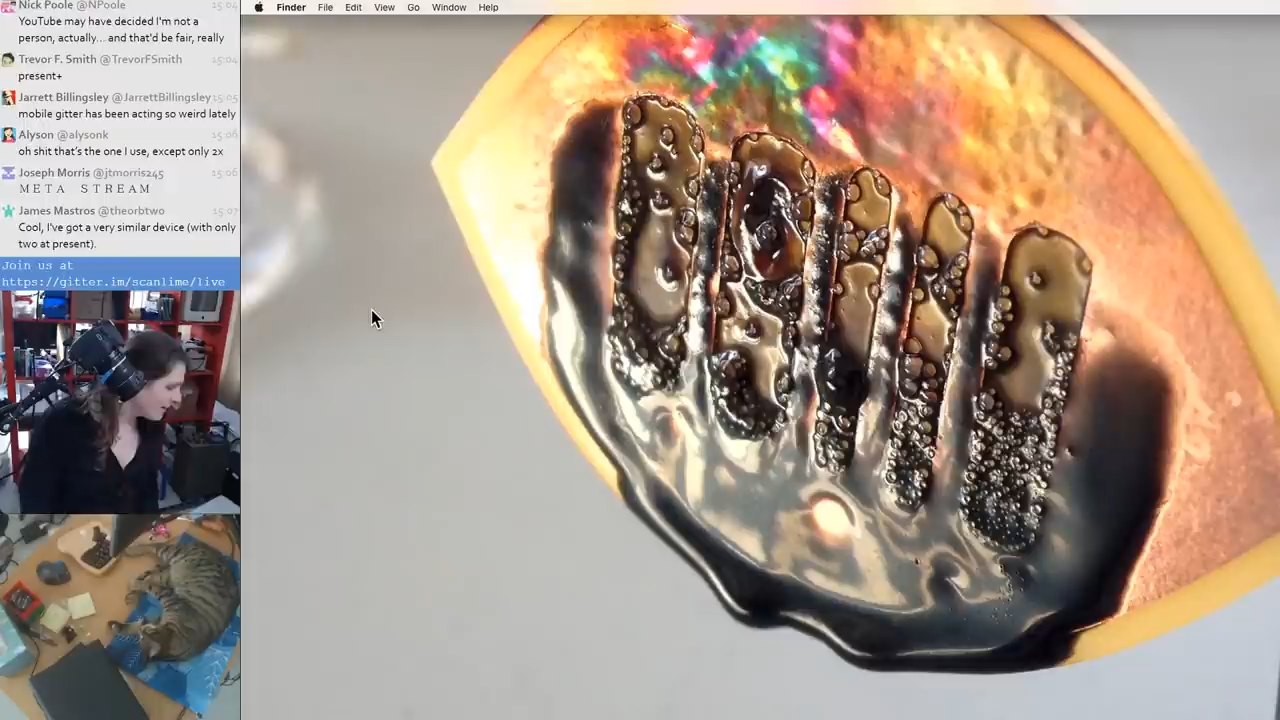 Finder File Edit View Go Window Help
Nick Poole @NPoole 15:04
YouTube may have decided I'm not a
person, actually... and that'd be fair, really
Trevor F. Smith @TrevorFSmith 15:04
present+
Jarrett Billingsley @JarrettBillingsley 15:05
mobile gitter has been acting so weird lately
Alyson @alysonk 15:06
oh shit that's the one I use, except only 2x
Joseph Morris @jtmorris245 15:06
META STREAM
James Mastros @theorbtwo 15:07
Cool, I've got a very similar device (with only
two at present).
Join us at
https://gitter.im/scanlime/live